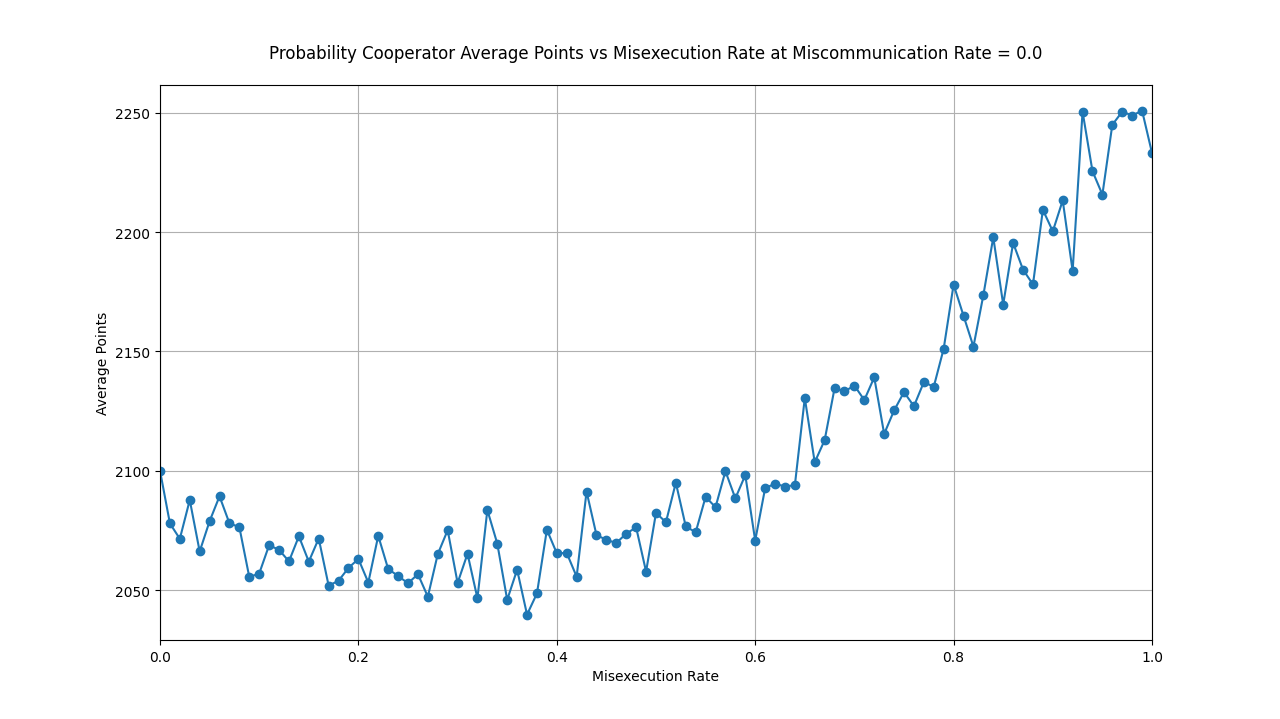 Probability Cooperator Average Points vs Misexecution Rate at Miscommunication Rate = 0.0
2250
2200
2150
2100
2050
Average Points
0.0 0.2 0.4 0.6 0.8 1.0
Misexecution Rate